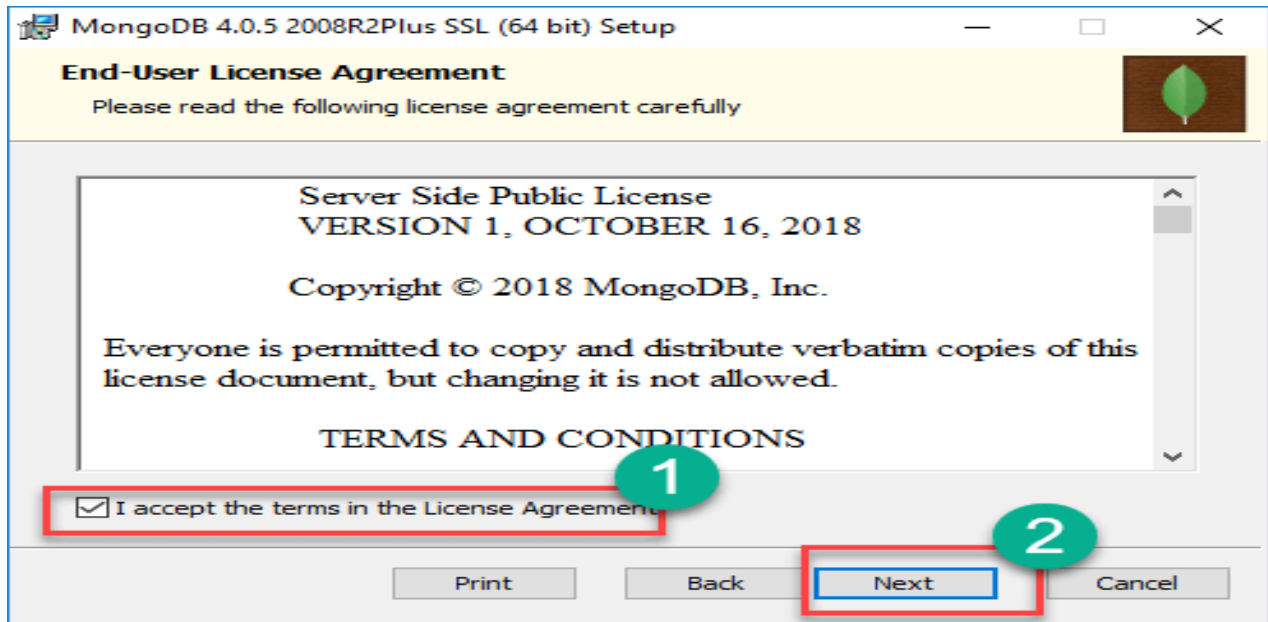 MongoDB 4.0.5 2008R2Plus SSL (64 bit) Setup
End-User License Agreement
Please read the following license agreement carefully
Server Side Public License
VERSION 1, OCTOBER 16, 2018
Copyright © 2018 MongoDB, Inc.
Everyone is permitted to copy and distribute verbatim copies of this
license document, but changing it is not allowed.
TERMS AND CONDITIONS
1
I accept the terms in the License Agreement
2
Print Back Next Cancel